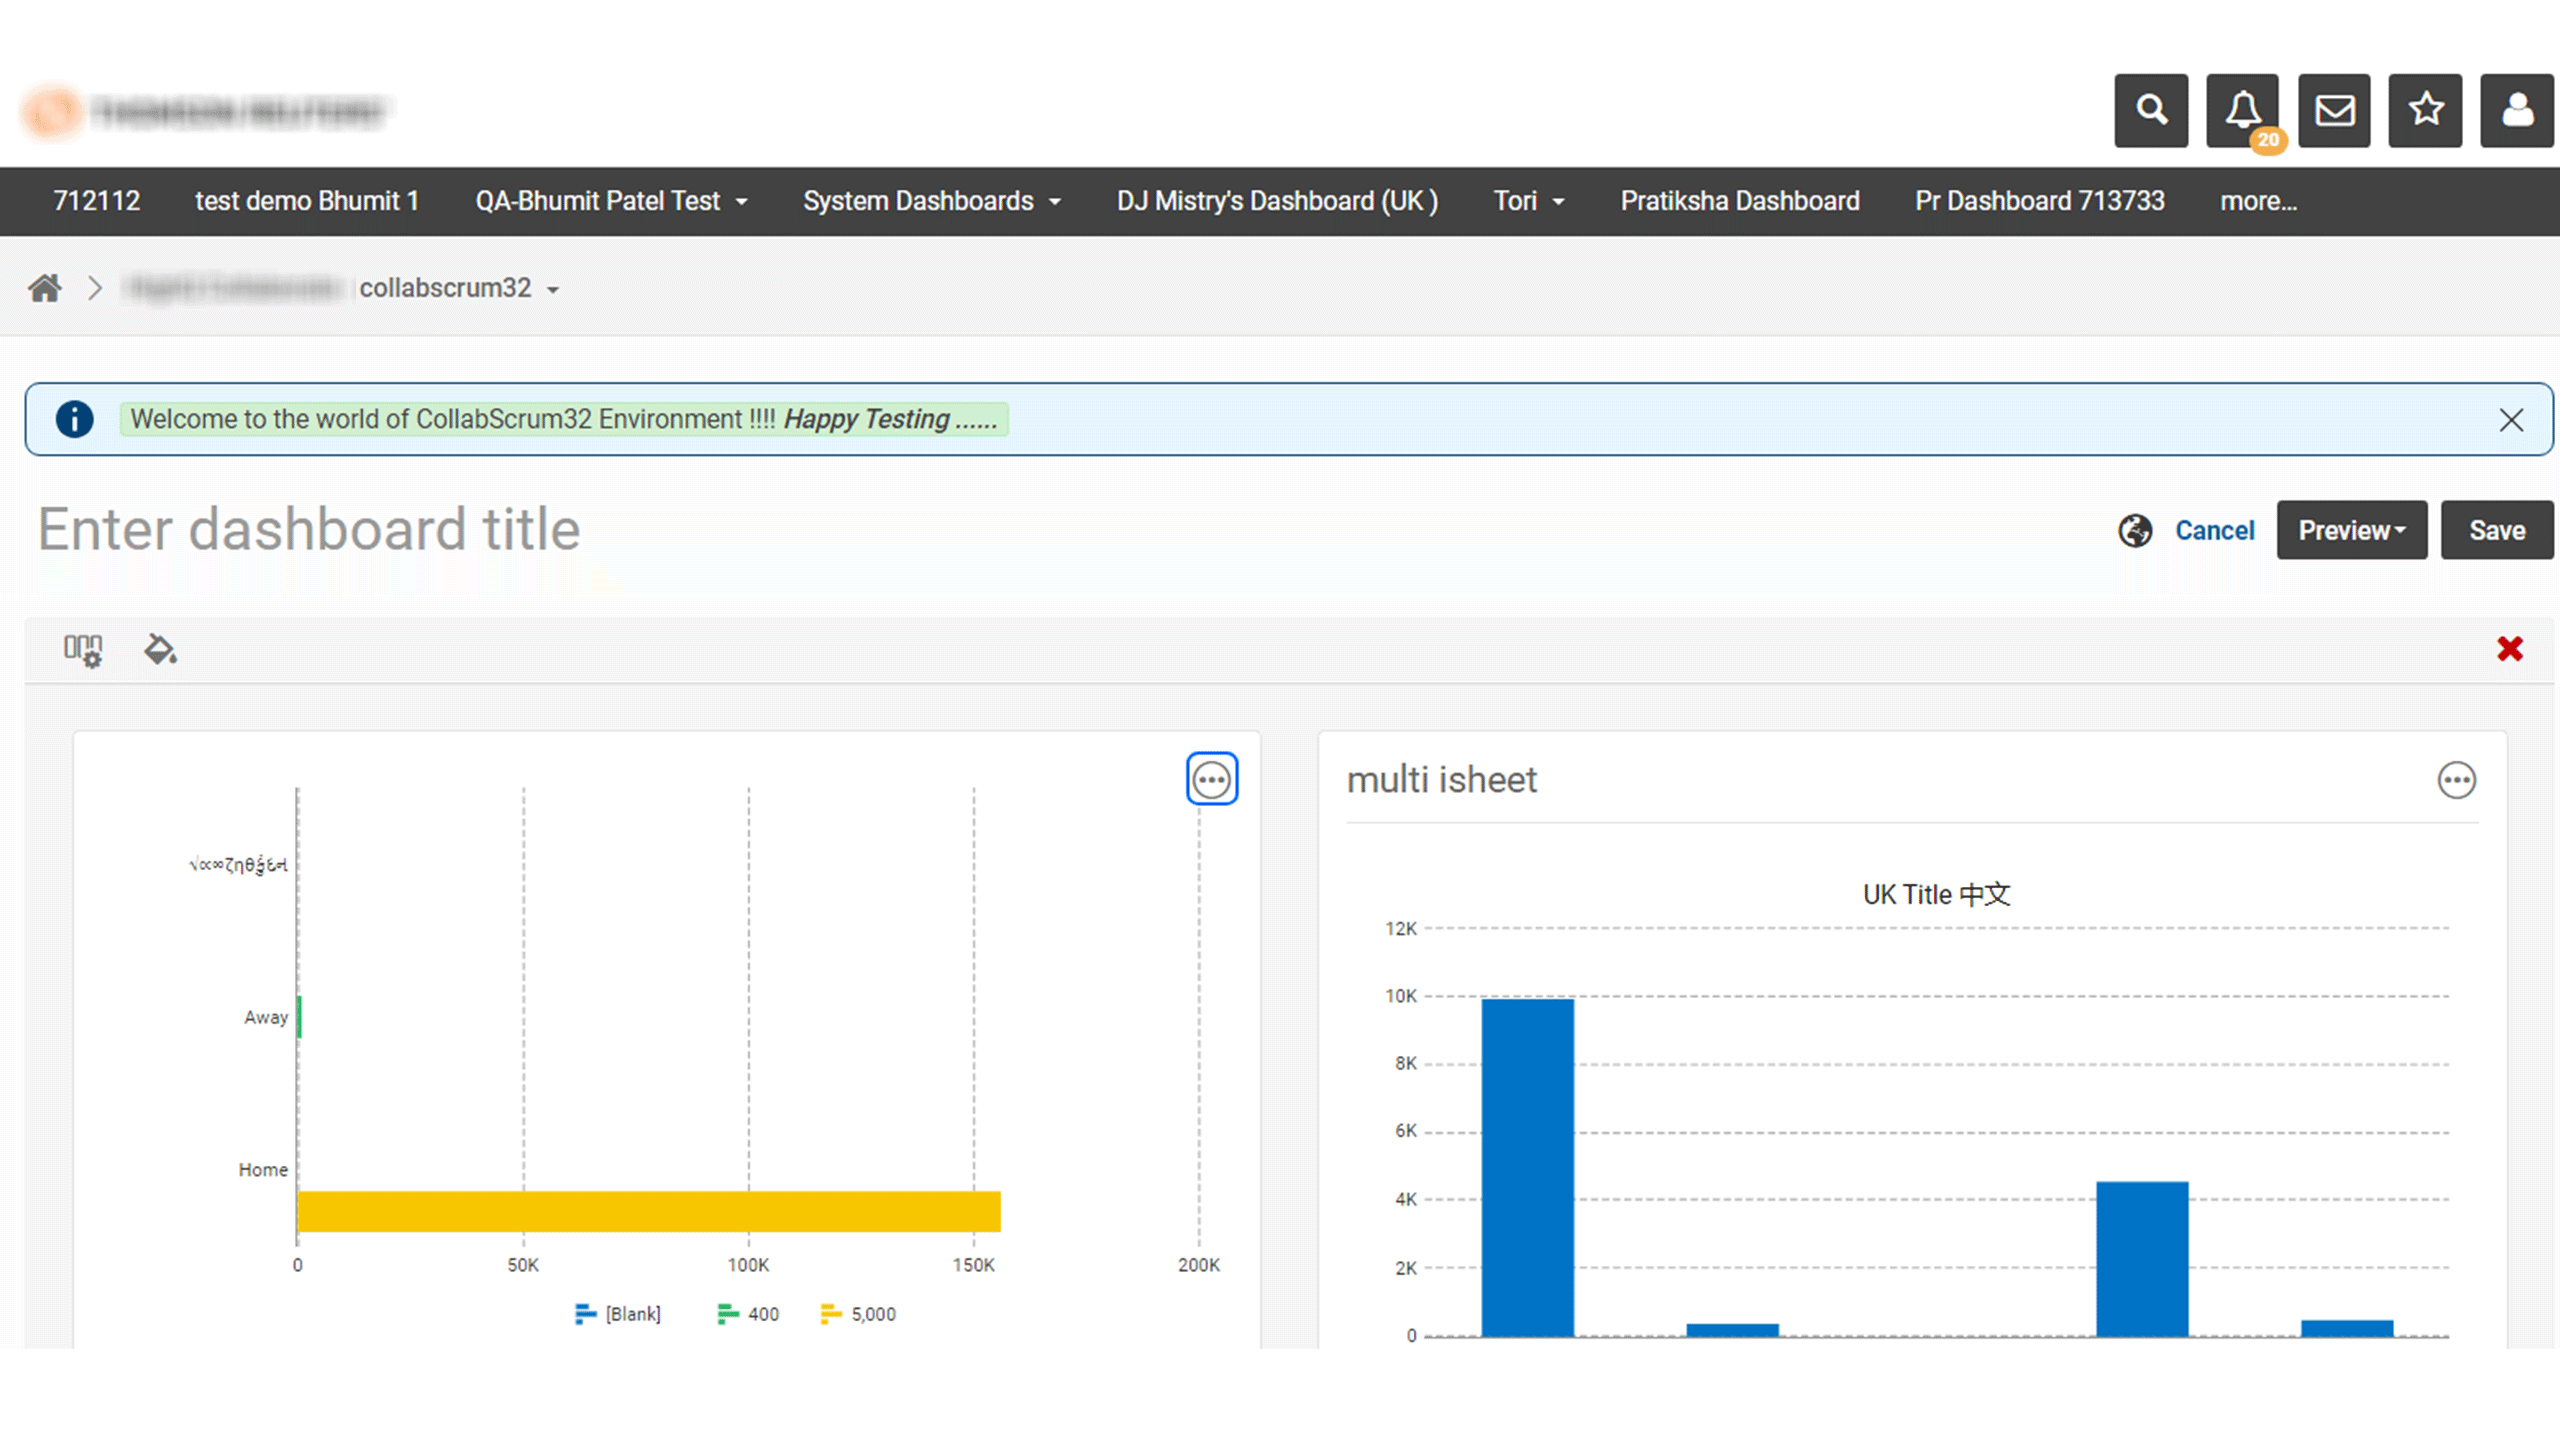 20
712112 test demo Bhumit 1 QA-Bhumit Patel Test System Dashboards DJ Mistry's Dashboard (UK ) Tori Pratiksha Dashboard Pr Dashboard 713733 more...
collabscrum32
Welcome to the world of CollabScrum32 Environment !!!! Happy Testing ......
Enter dashboard title
Cancel Preview Save
Away
Home
0 50K 100K 150K 200K
[Blank] 400 5,000
multi isheet
UK Title 中文
12K
10K
8K
6K
4K
2K
0